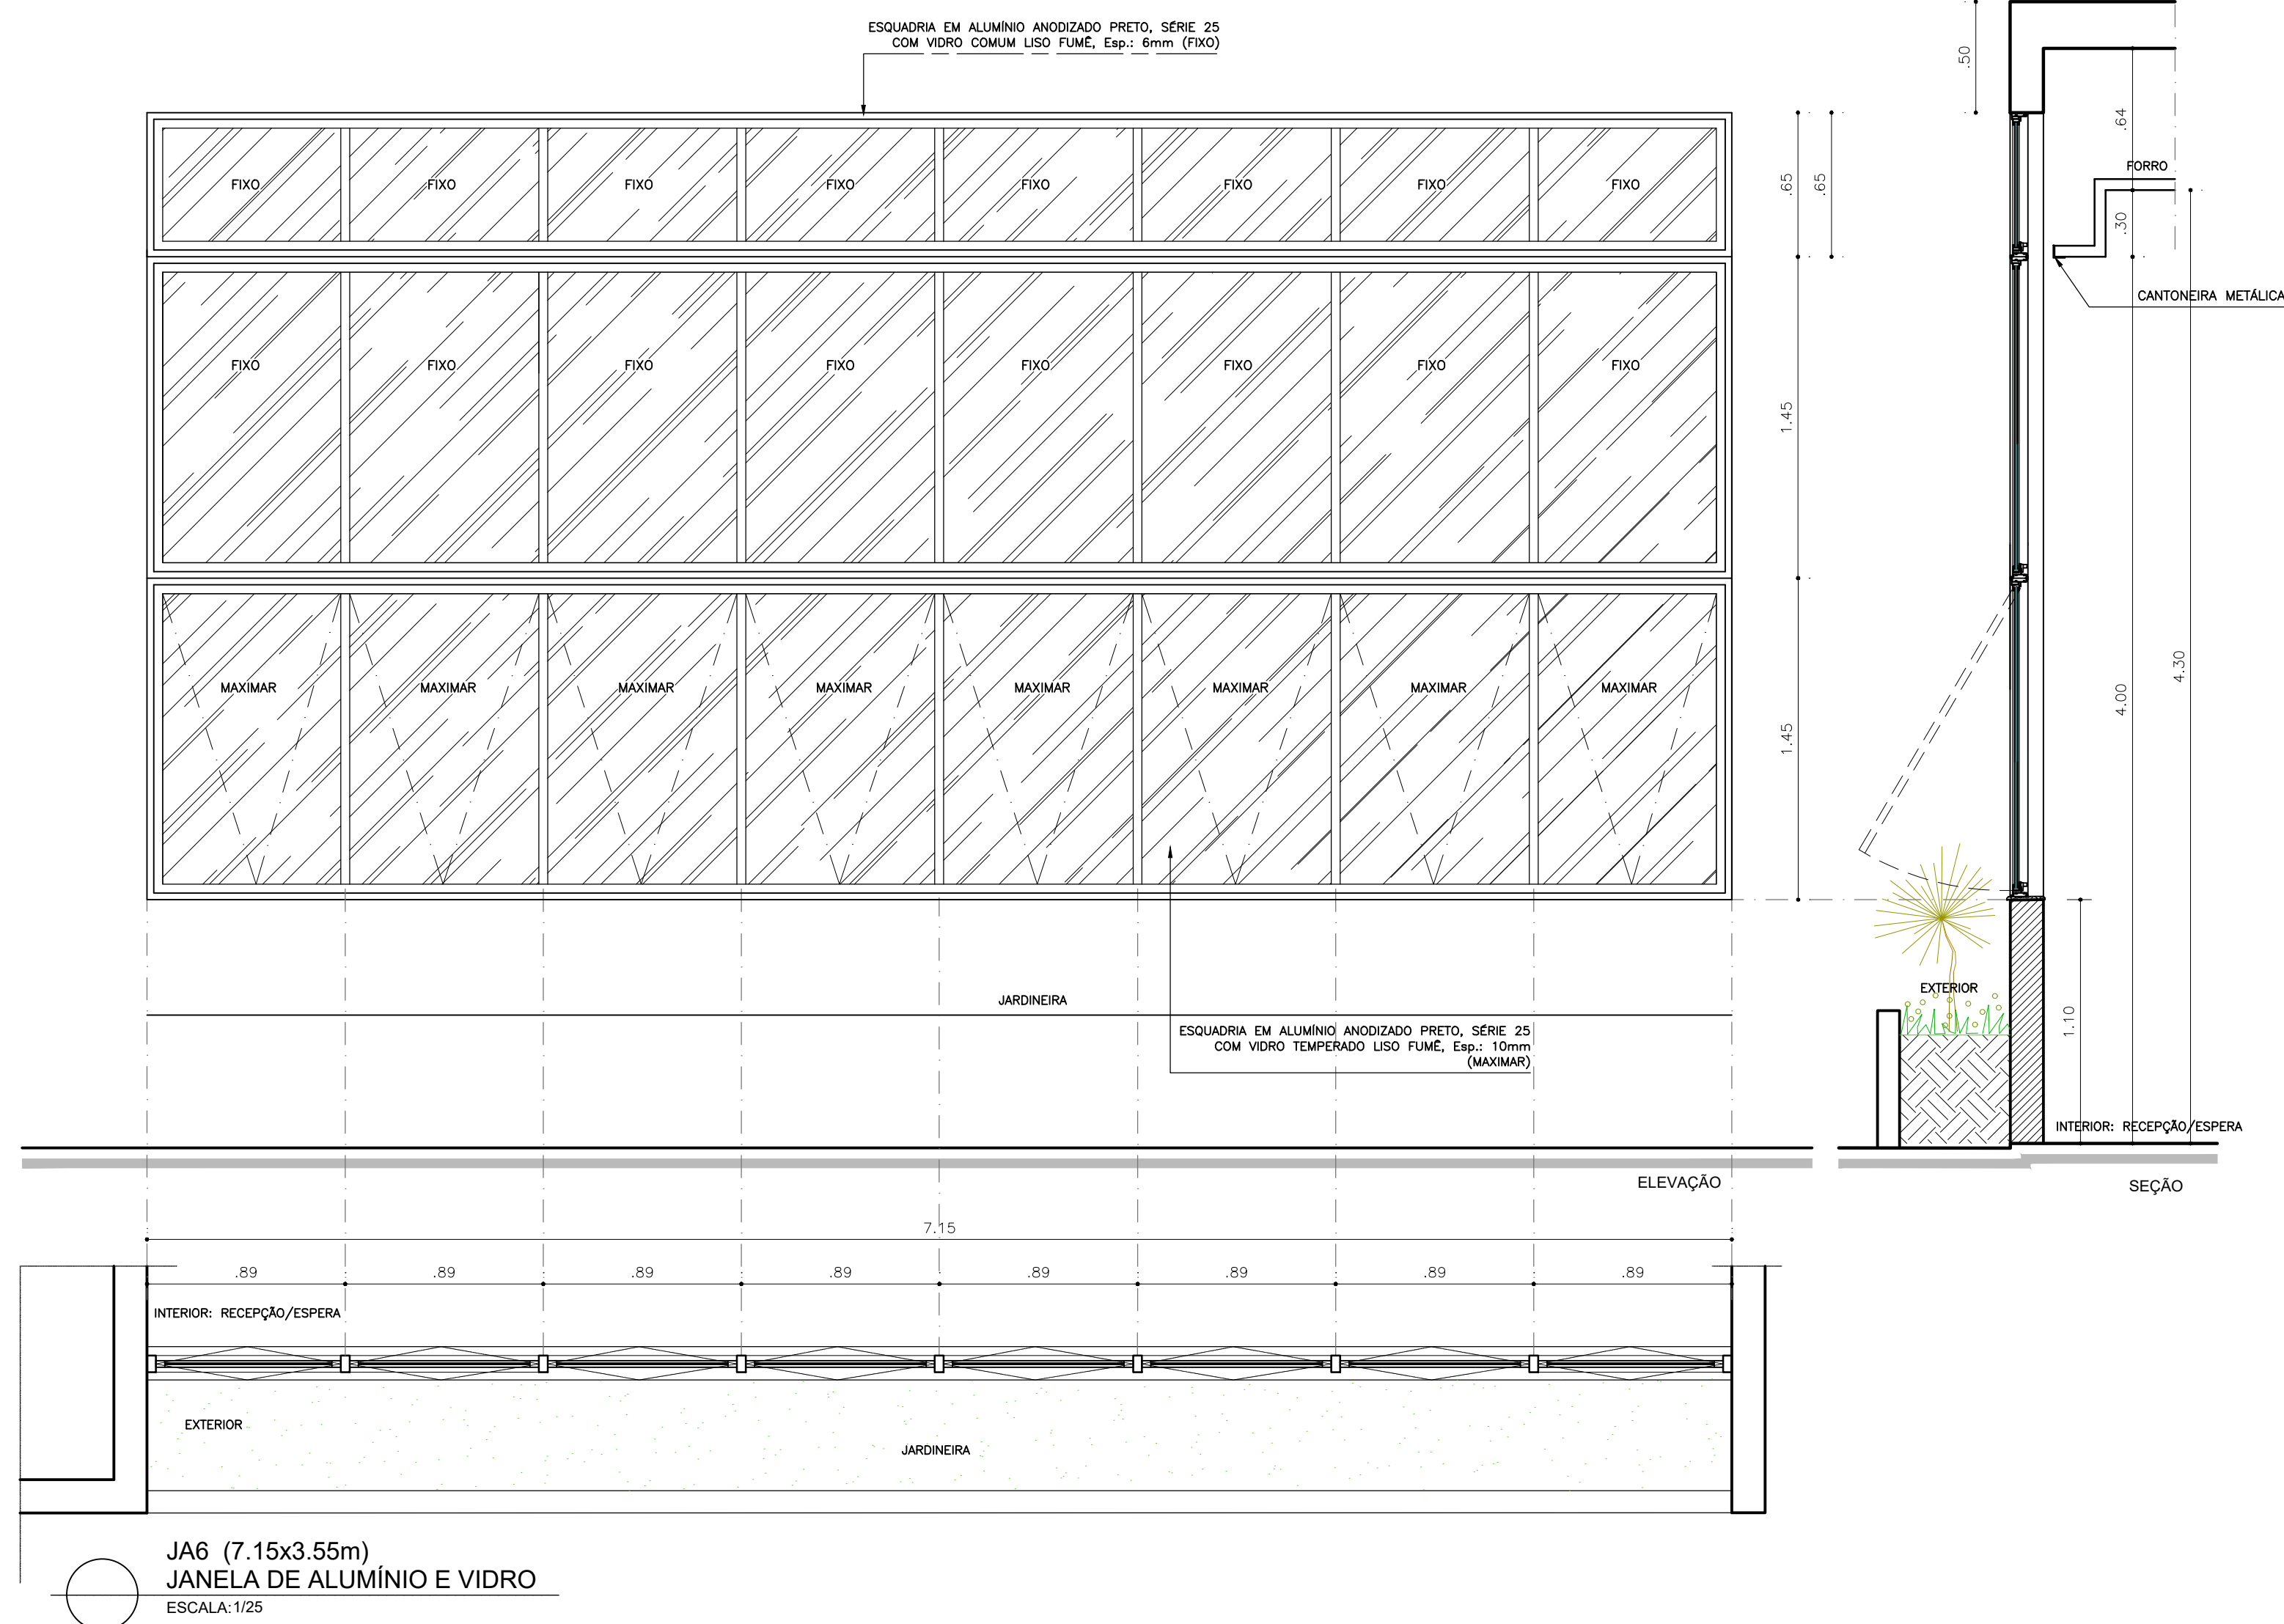 ESQUADRIA EM ALUMÍNIO ANODIZADO PRETO, SÉRIE 25
COM VIDRO COMUM LISO FUMÊ, Esp.: 6mm (FIXO)
FIXO FIXO FIXO FIXO FIXO FIXO FIXO FIXO
FIXO FIXO FIXO FIXO FIXO FIXO FIXO FIXO
MAXIMAR MAXIMAR MAXIMAR MAXIMAR MAXIMAR MAXIMAR MAXIMAR MAXIMAR
.65
.65
1.45
1.45
JARDINEIRA
ESQUADRIA EM ALUMÍNIO ANODIZADO PRETO, SÉRIE 25
COM VIDRO TEMPERADO LISO FUMÊ, Esp.: 10mm
(MAXIMAR)
ELEVAÇÃO
.50
.64
FORRO
.30
CANTONEIRA METÁLICA
4.30
4.00
EXTERIOR
1.10
INTERIOR: RECEPÇÃO/ESPERA
SEÇÃO
7.15
.89 .89 .89 .89 .89 .89 .89 .89
INTERIOR: RECEPÇÃO/ESPERA
EXTERIOR
JARDINEIRA
JA6 (7.15x3.55m)
JANELA DE ALUMÍNIO E VIDRO
ESCALA:1/25